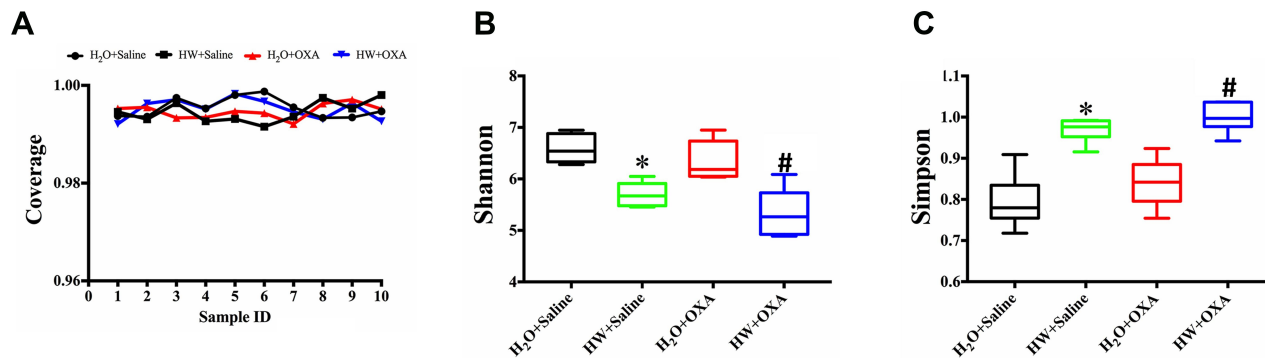 A
H₂O+Saline HW+Saline H₂O+OXA HW+OXA
Coverage
1.00
0.98
0.96
0 1 2 3 4 5 6 7 8 9 10
Sample ID
B
Shannon
8
7
6
5
4
*
#
H₂O+Saline
HW+Saline
H₂O+OXA
HW+OXA
C
Simpson
1.1
1.0
0.9
0.8
0.7
0.6
*
#
H₂O+Saline
HW+Saline
H₂O+OXA
HW+OXA